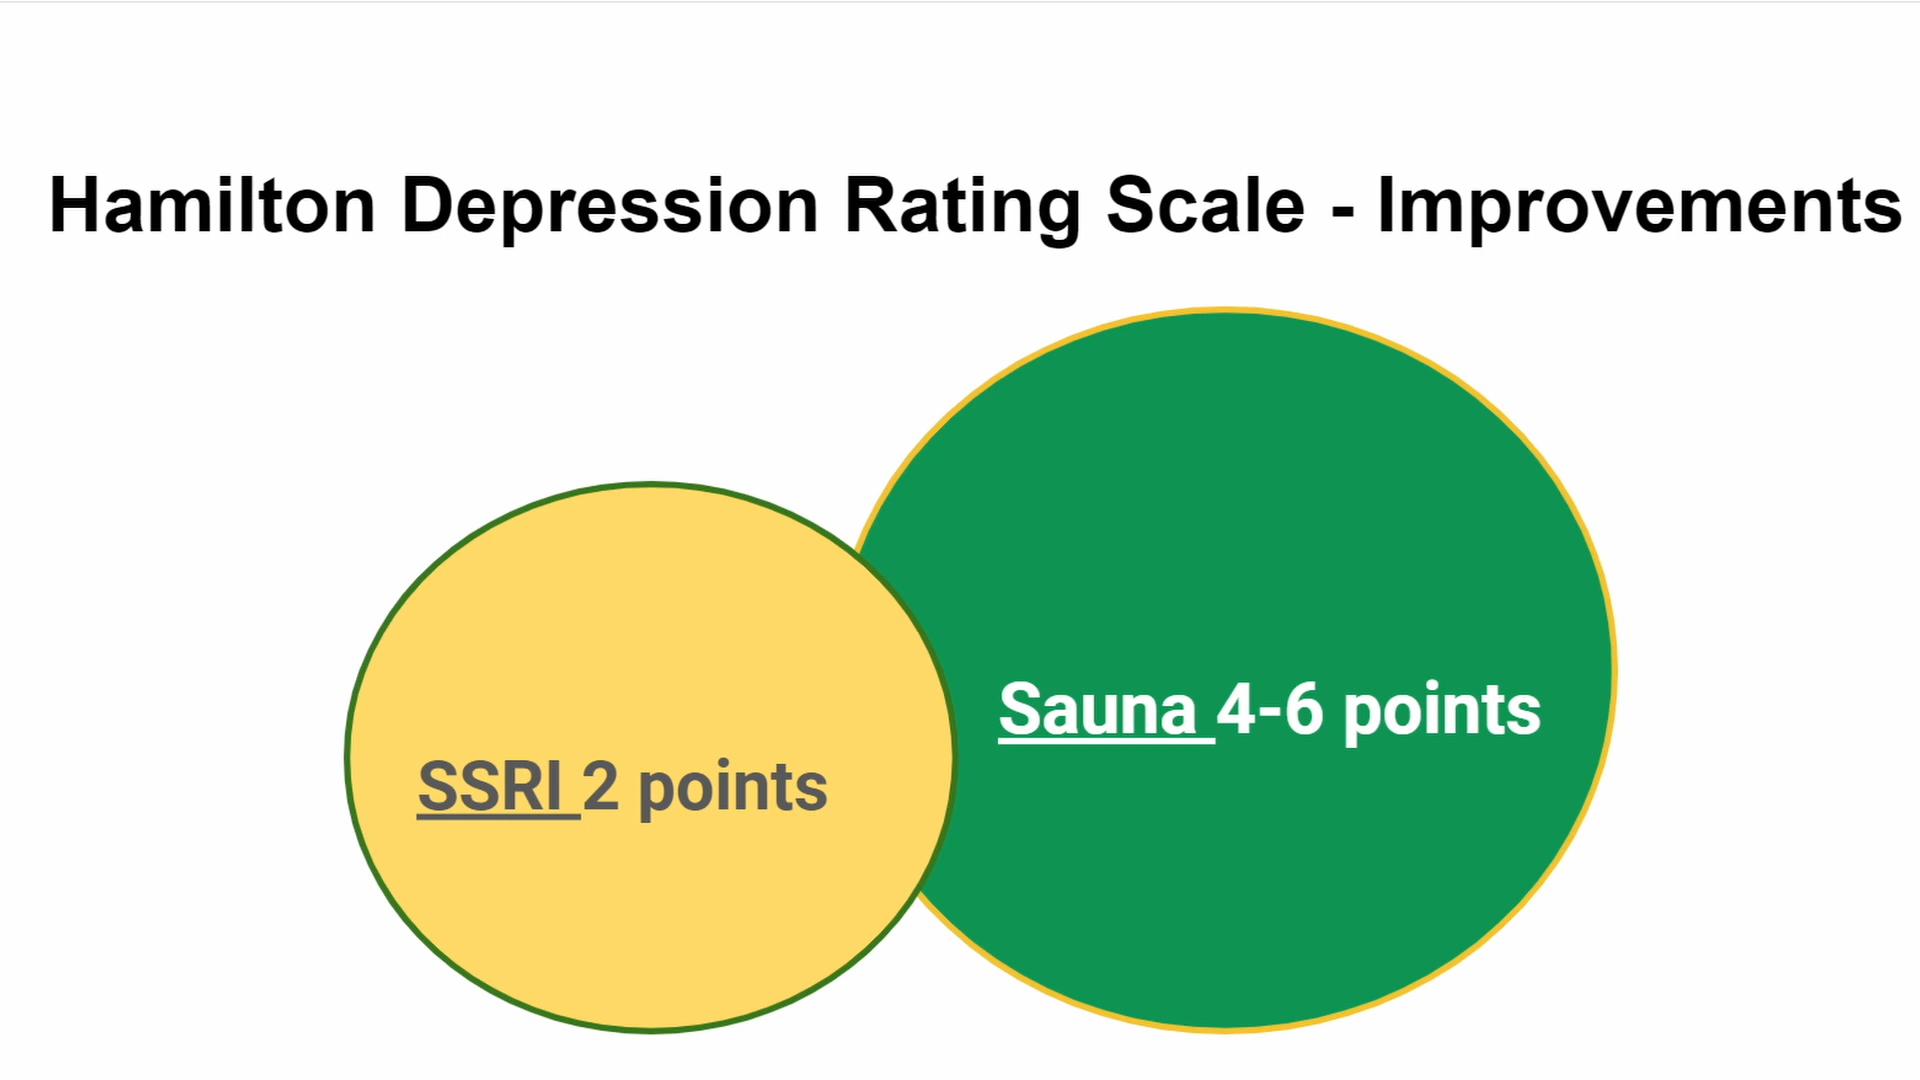 Hamilton Depression Rating Scale - Improvements
Sauna 4-6 points
SSRI 2 points